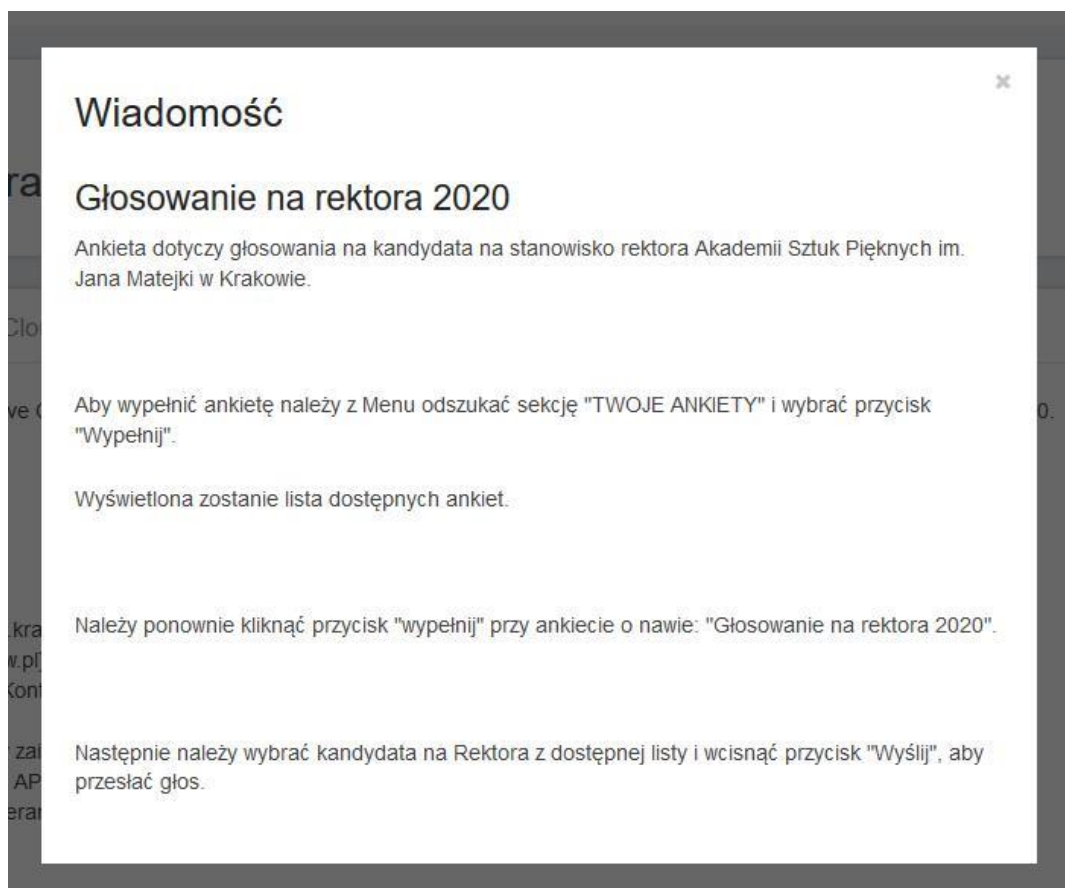 Wiadomość
Głosowanie na rektora 2020
Ankieta dotyczy głosowania na kandydata na stanowisko rektora Akademii Sztuk Pięknych im.
Jana Matejki w Krakowie.
Aby wypełnić ankietę należy z Menu odszukać sekcję "TWOJE ANKIETY" i wybrać przycisk
"Wypełnij".
Wyświetlona zostanie lista dostępnych ankiet.
Należy ponownie kliknąć przycisk "wypełnij" przy ankiecie o nawie: "Głosowanie na rektora 2020".
Następnie należy wybrać kandydata na Rektora z dostępnej listy i wcisnąć przycisk "Wyślij", aby
przesłać głos.